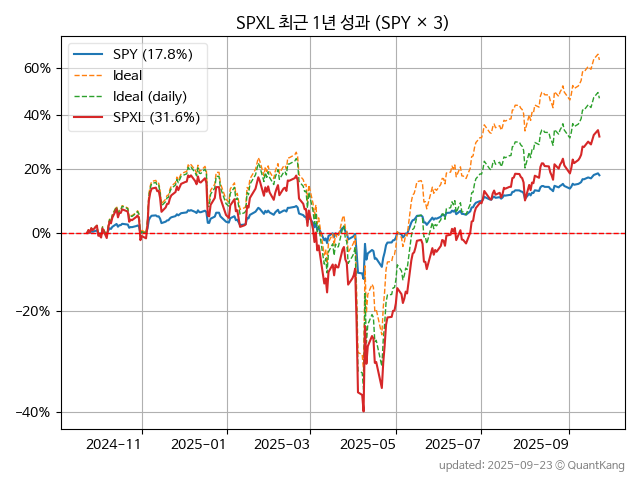 SPXL 최근 1년 성과 (SPY × 3)
SPY (17.8%)
Ideal
Ideal (daily)
SPXL (31.6%)
60%
40%
20%
0%
−20%
−40%
2024-11 2025-01 2025-03 2025-05 2025-07 2025-09
updated: 2025-09-23 ⓒ QuantKang